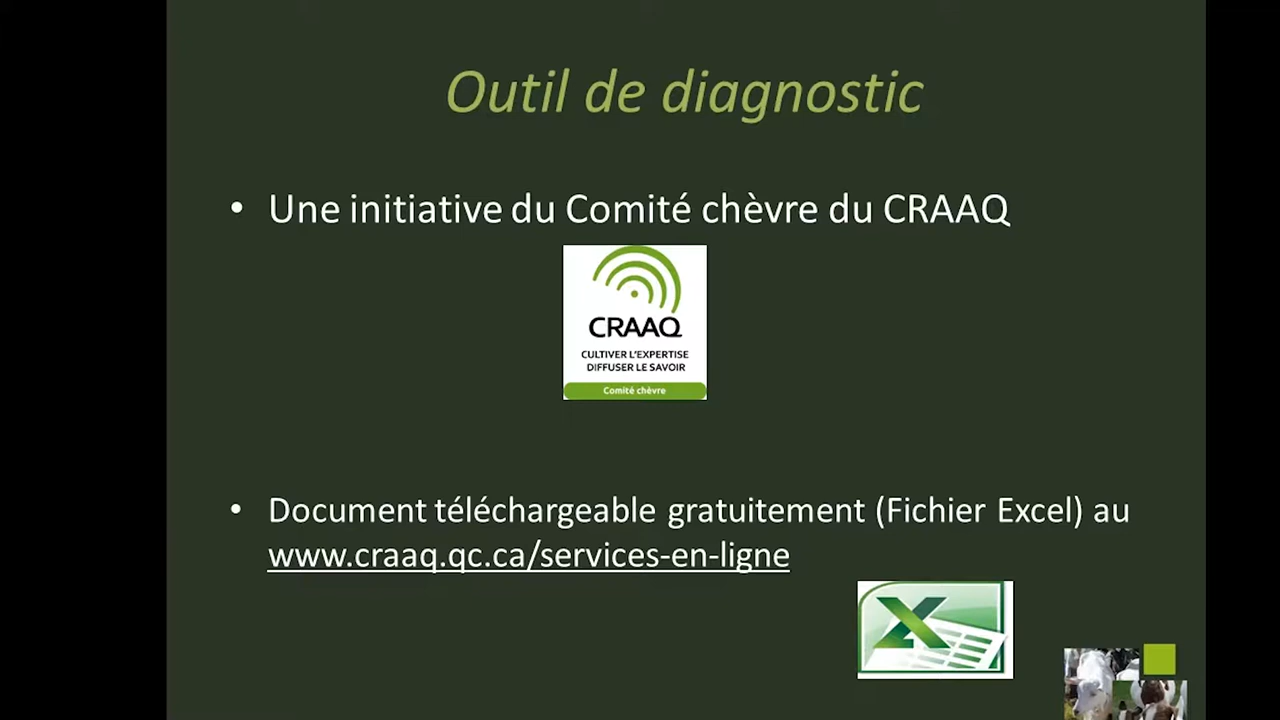 Outil de diagnostic
• Une initiative du Comité chèvre du CRAAQ
CRAAQ
CULTIVER L'EXPERTISE
DIFFUSER LE SAVOIR
Comité chèvre
• Document téléchargeable gratuitement (Fichier Excel) au
www.craaq.qc.ca/services-en-ligne